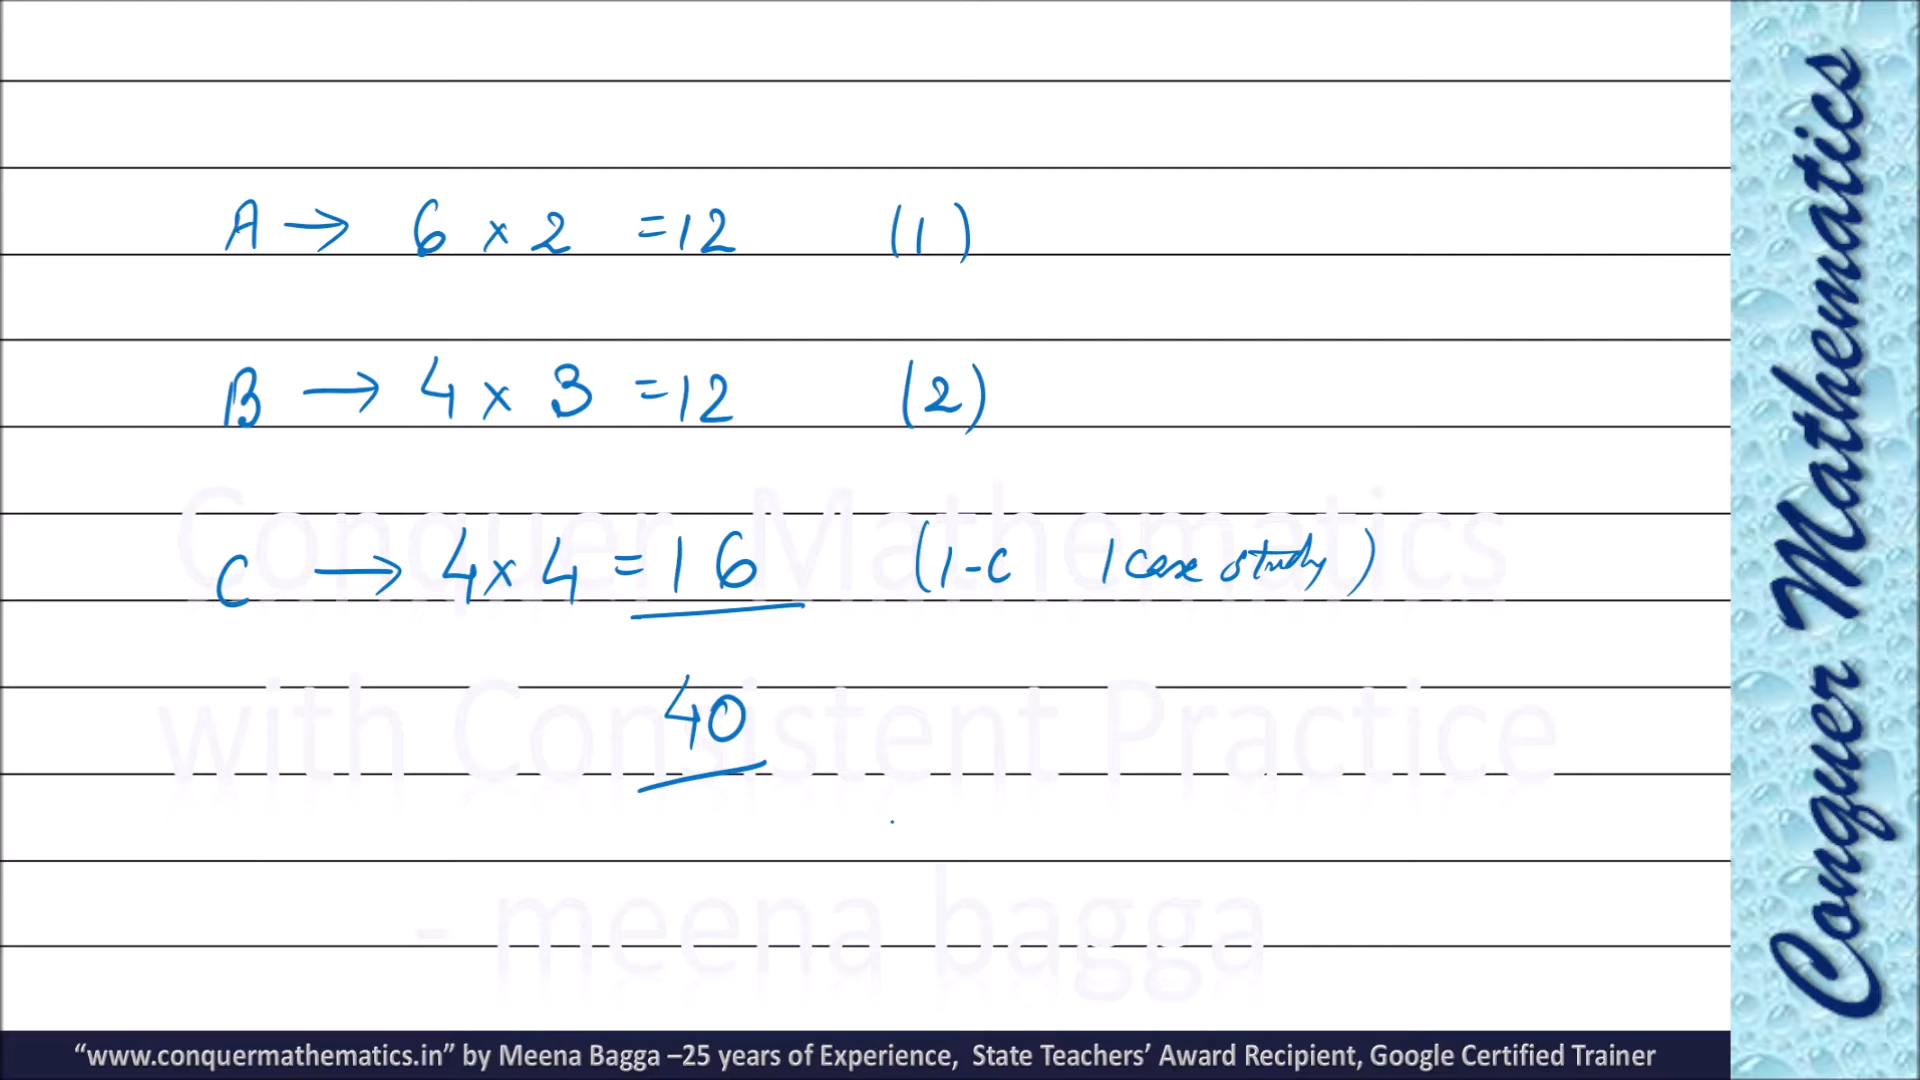 A → 6 × 2 = 12 (1)
B → 4 × 3 = 12 (2)
C → 4 × 4 = 16 (1-C 1 case study)
40
Conquer Mathematics
with Consistent Practice
- meena bagga
Conquer Mathematics
“www.conquermathematics.in” by Meena Bagga –25 years of Experience, State Teachers’ Award Recipient, Google Certified Trainer